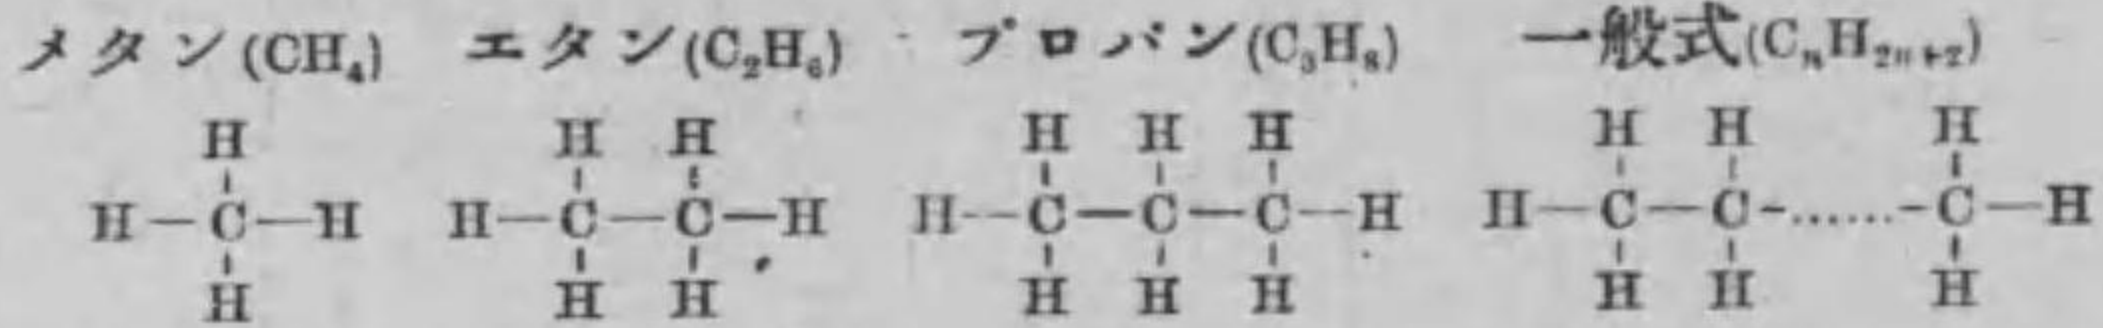 メタン(CH₄) エタン(C₂H₆) プロパン(C₃H₈) 一般式(CₙH₂ₙ₊₂)
H H H H H H H H H
H—C—H H—C—C—H H—C—C—C—H H—C—C-……-C—H
H H H H H H H H H